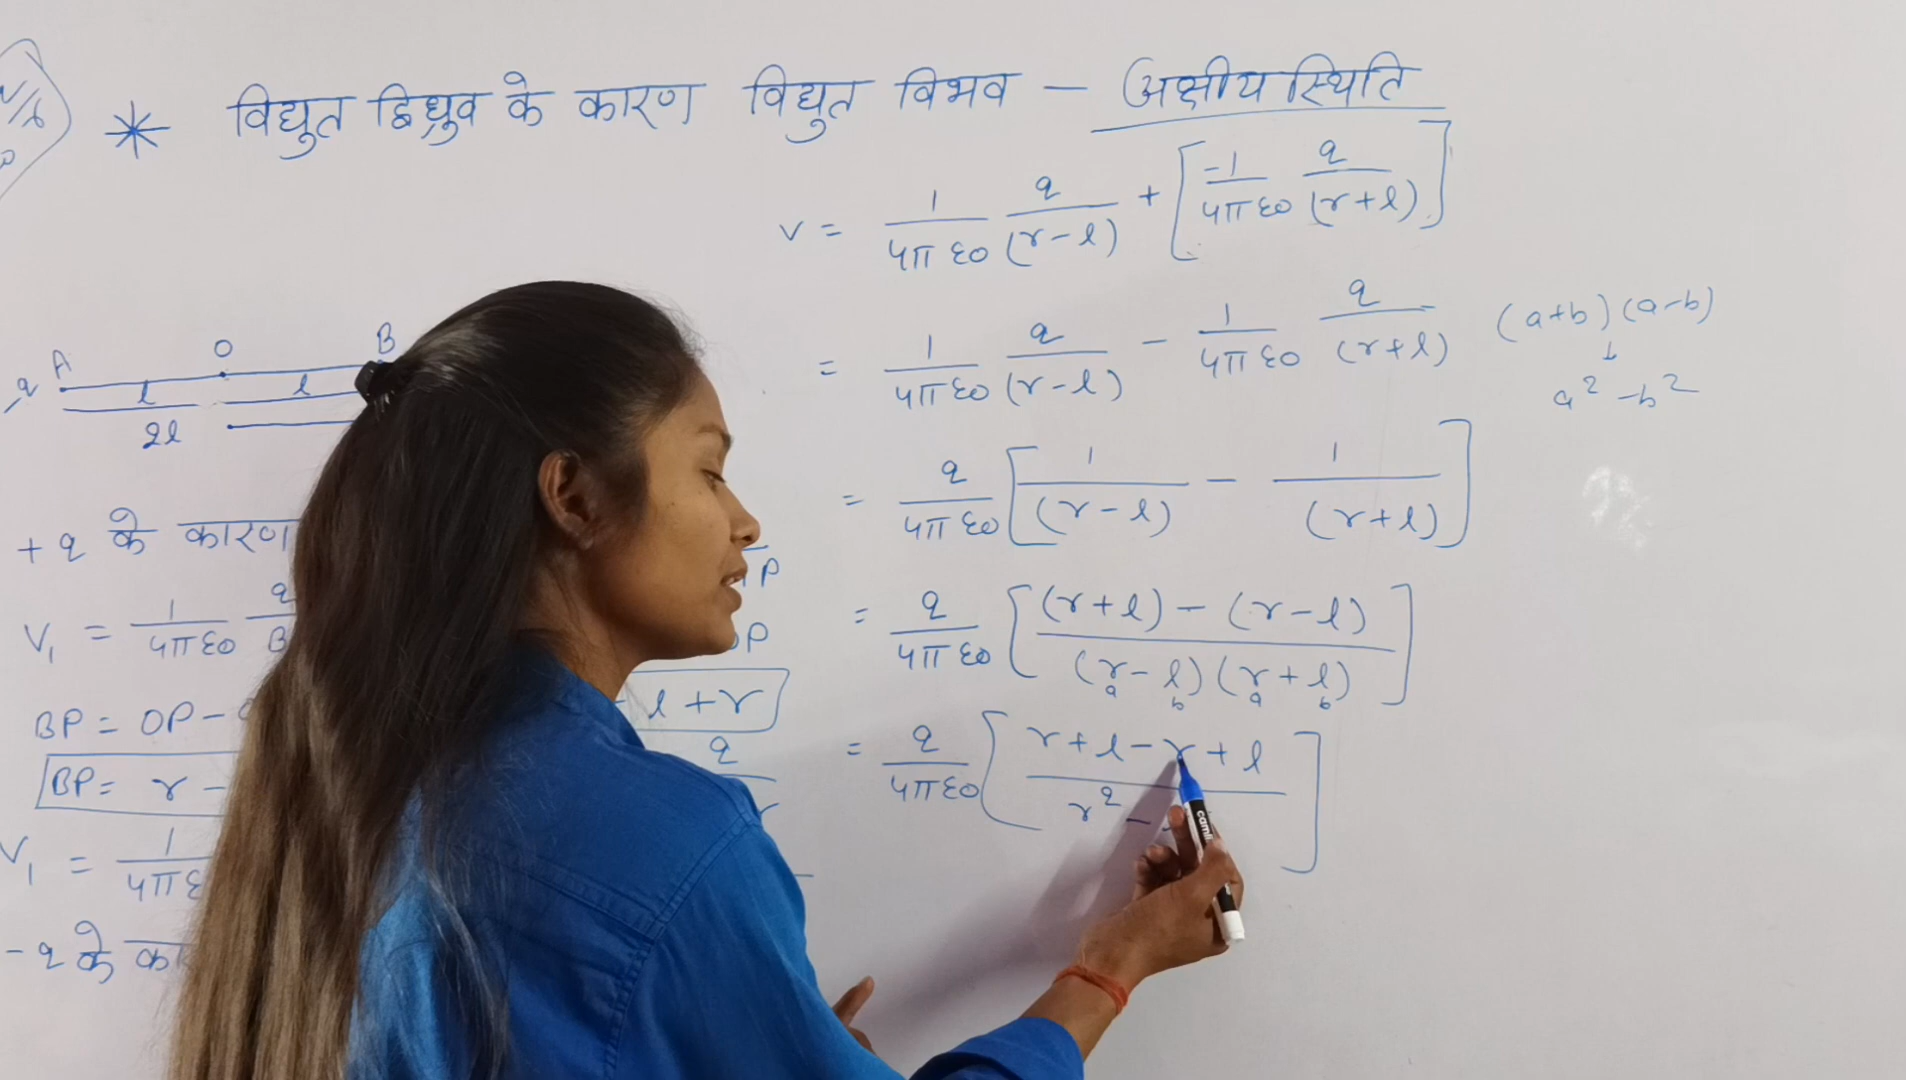 * विद्युत द्विध्रुव के कारण विद्युत विभव – अक्षीय स्थिति
V = 1/4πε0 q/(r-l) + [-1/4πε0 q/(r+l)]
= 1/4πε0 q/(r-l) - 1/4πε0 q/(r+l)
(a+b)(a-b)
↓
a² - b²
= q/4πε0 [1/(r-l) - 1/(r+l)]
= q/4πε0 [(r+l) - (r-l) / (r-l)(r+l)]
a b a b
= q/4πε0 [r+l-r+l / r² -]
A O B
q l l
2l
+q के कारण
V₁ = 1/4πε0 q/B
BP = OP -
BP = r -
V₁ = 1/4πε
-q के का
P
P
l + r
q
r
camli